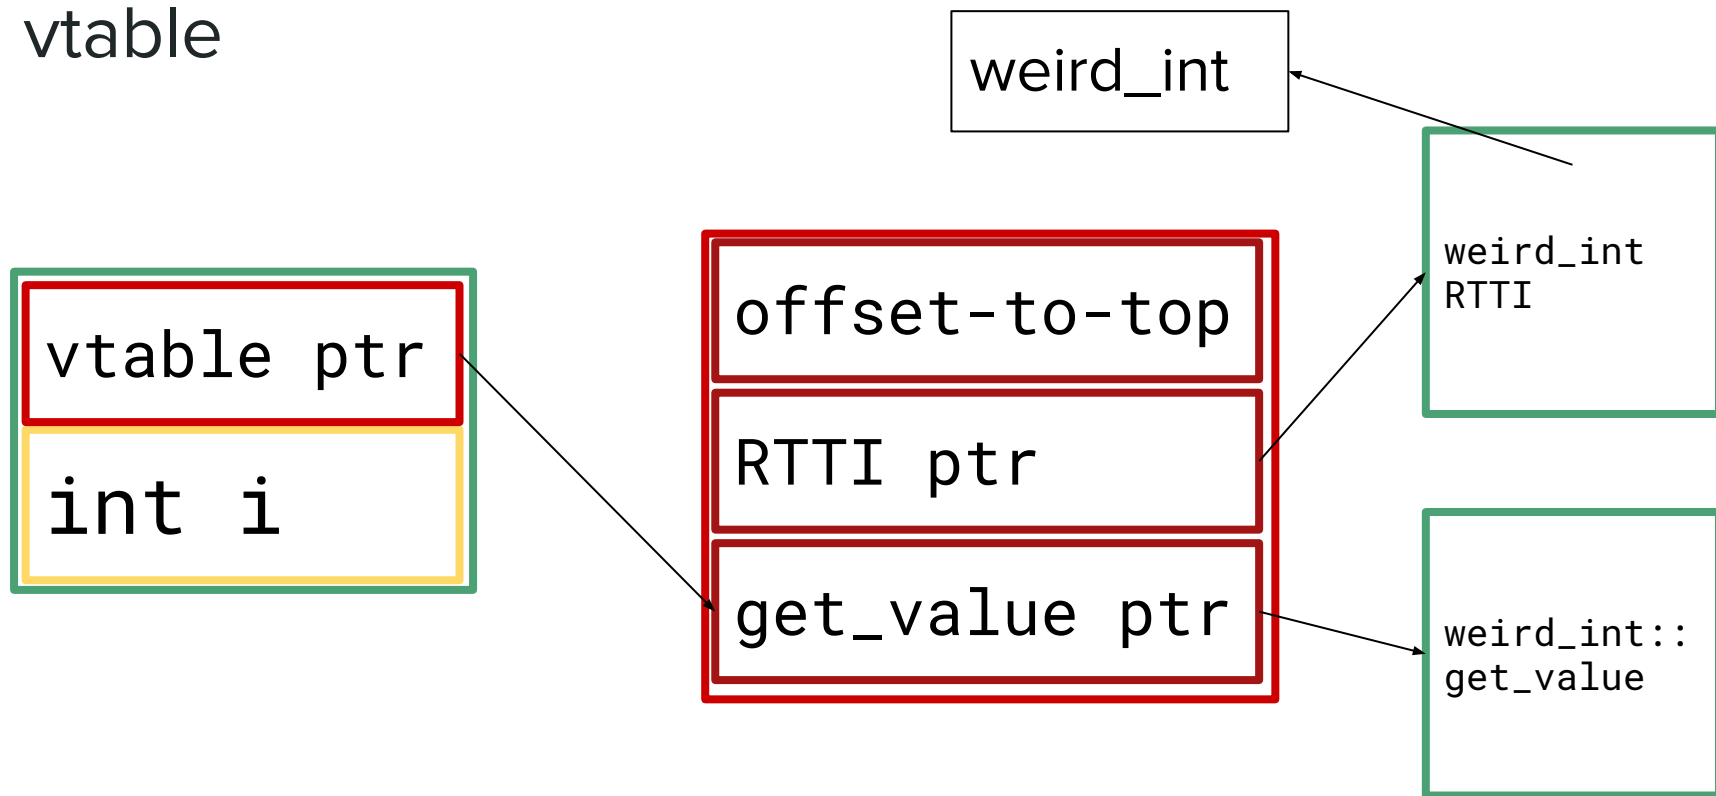 vtable
weird_int
weird_int
RTTI
offset-to-top
vtable ptr
RTTI ptr
int i
get_value ptr
weird_int::
get_value